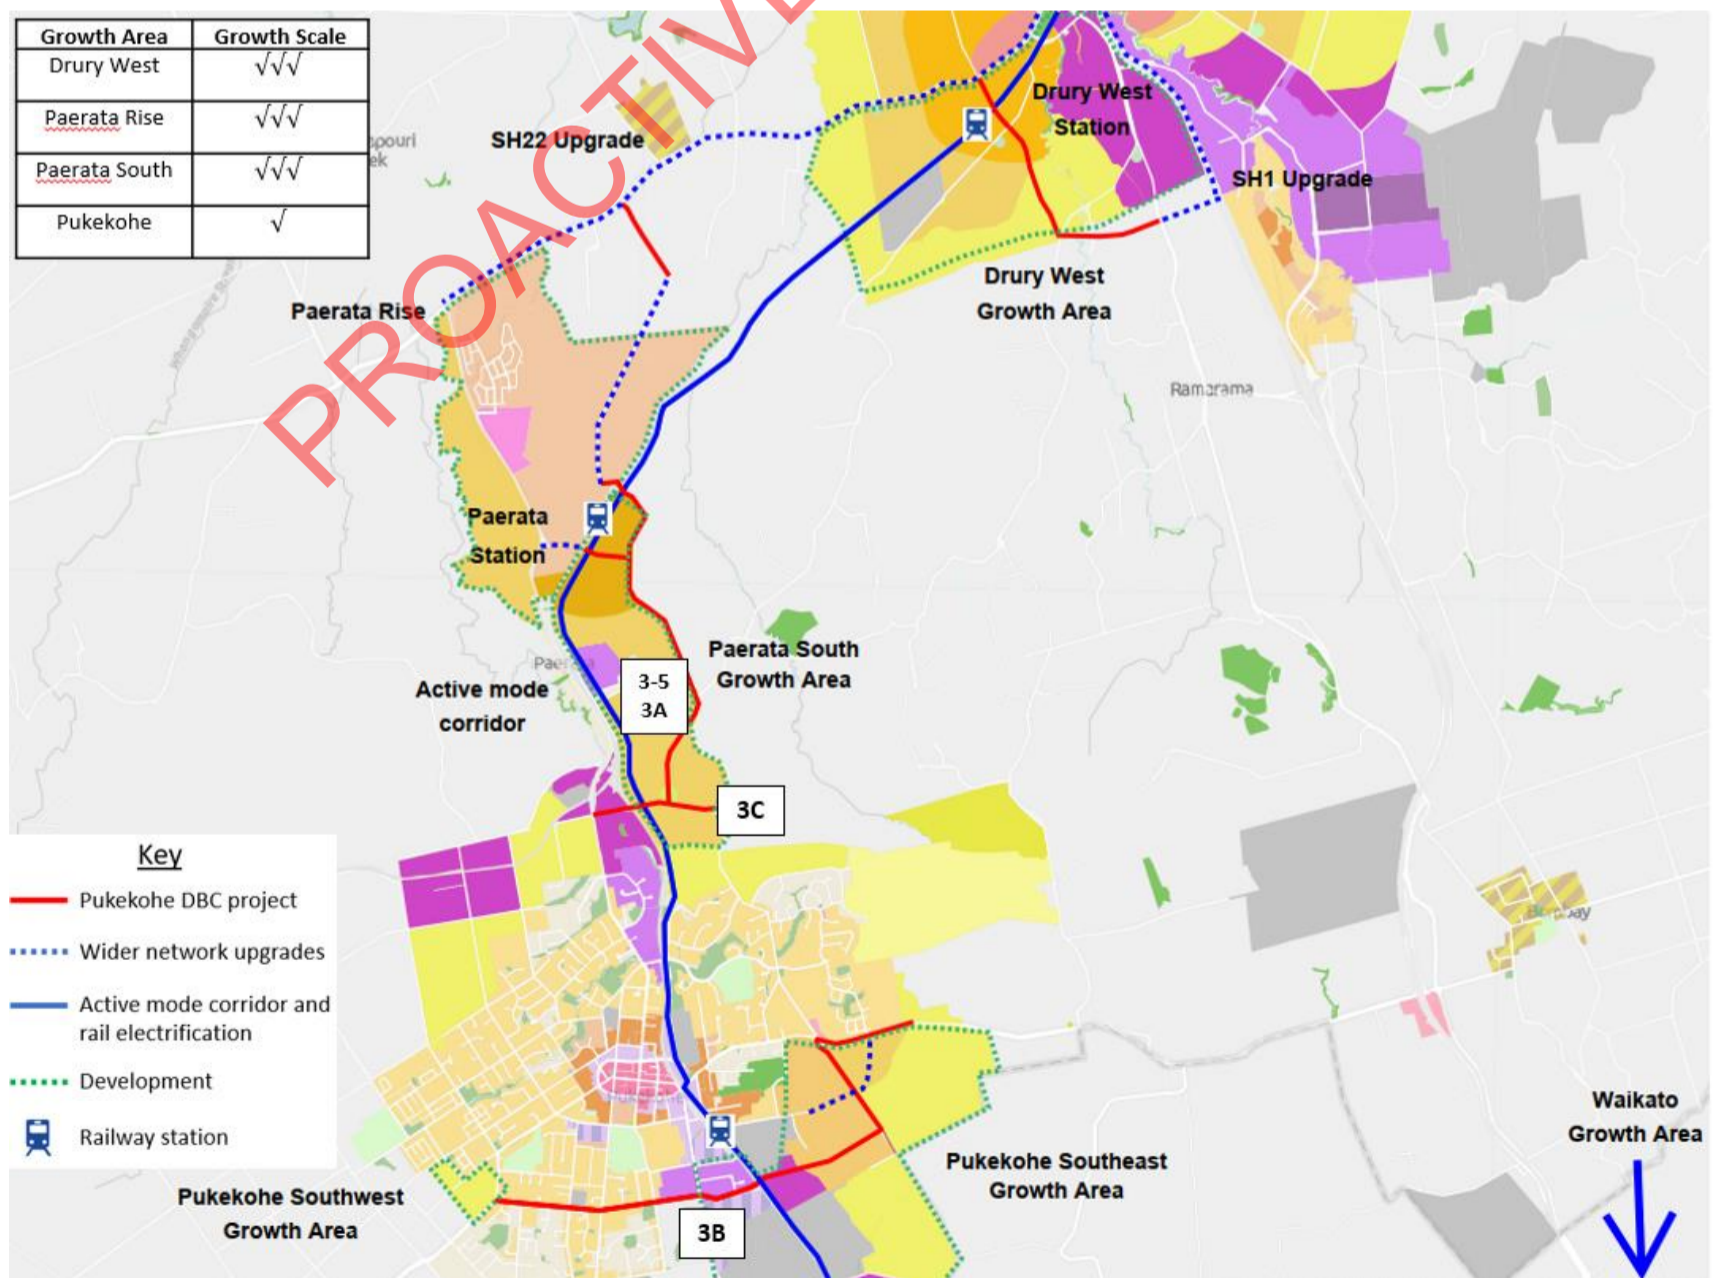 Growth Area Growth Scale
Drury West √√√
Paerata Rise √√√
Paerata South √√√
Pukekohe √
PROACTIVE
SH22 Upgrade
Drury West
Station
SH1 Upgrade
Drury West
Growth Area
Paerata Rise
Ramarama
Paerata
Station
Paerata South
Growth Area
Active mode
corridor
3-5
3A
3C
Key
Pukekohe DBC project
Wider network upgrades
Active mode corridor and
rail electrification
Development
Railway station
Bombay
Pukekohe
Waikato
Growth Area
Pukekohe Southeast
Growth Area
Pukekohe Southwest
Growth Area
3B